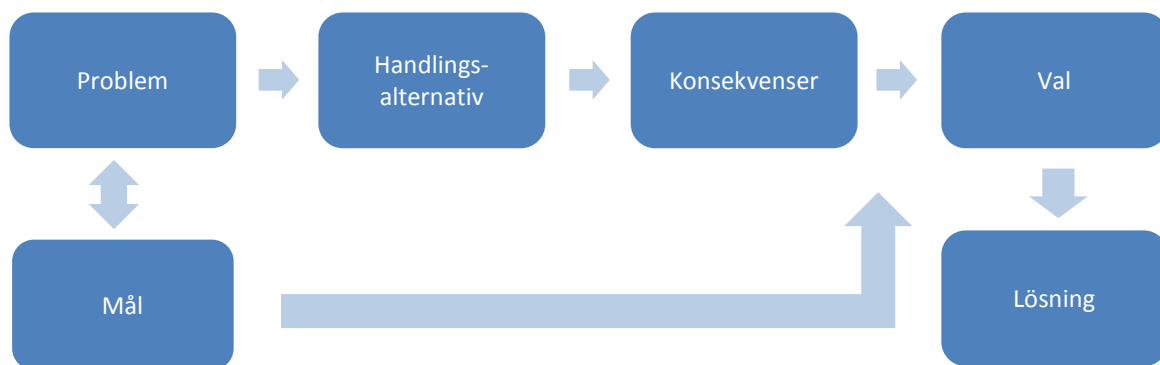 Problem
Handlings-
alternativ
Konsekvenser
Val
Mål
Lösning